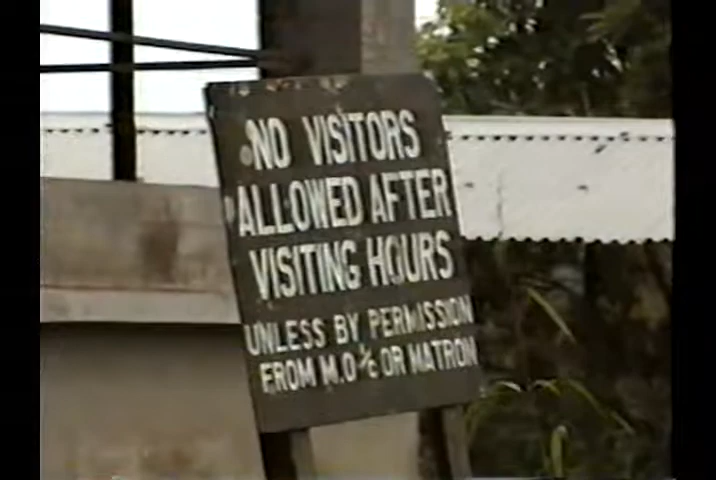 NO VISITORS
ALLOWED AFTER
VISITING HOURS
UNLESS BY PERMISSION
FROM M.O I/C OR MATRON